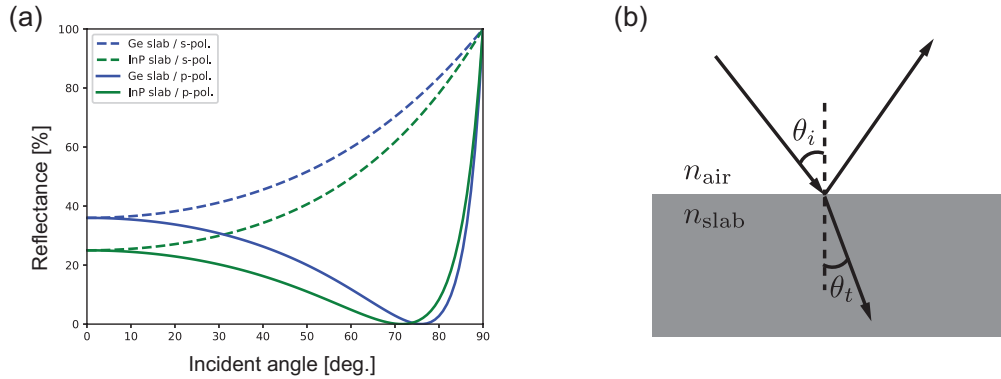 (a)
100
80
60
40
20
0
Reflectance [%]
Ge slab / s-pol.
InP slab / s-pol.
Ge slab / p-pol.
InP slab / p-pol.
0 10 20 30 40 50 60 70 80 90
Incident angle [deg.]
(b)
θi
nair
nslab
θt